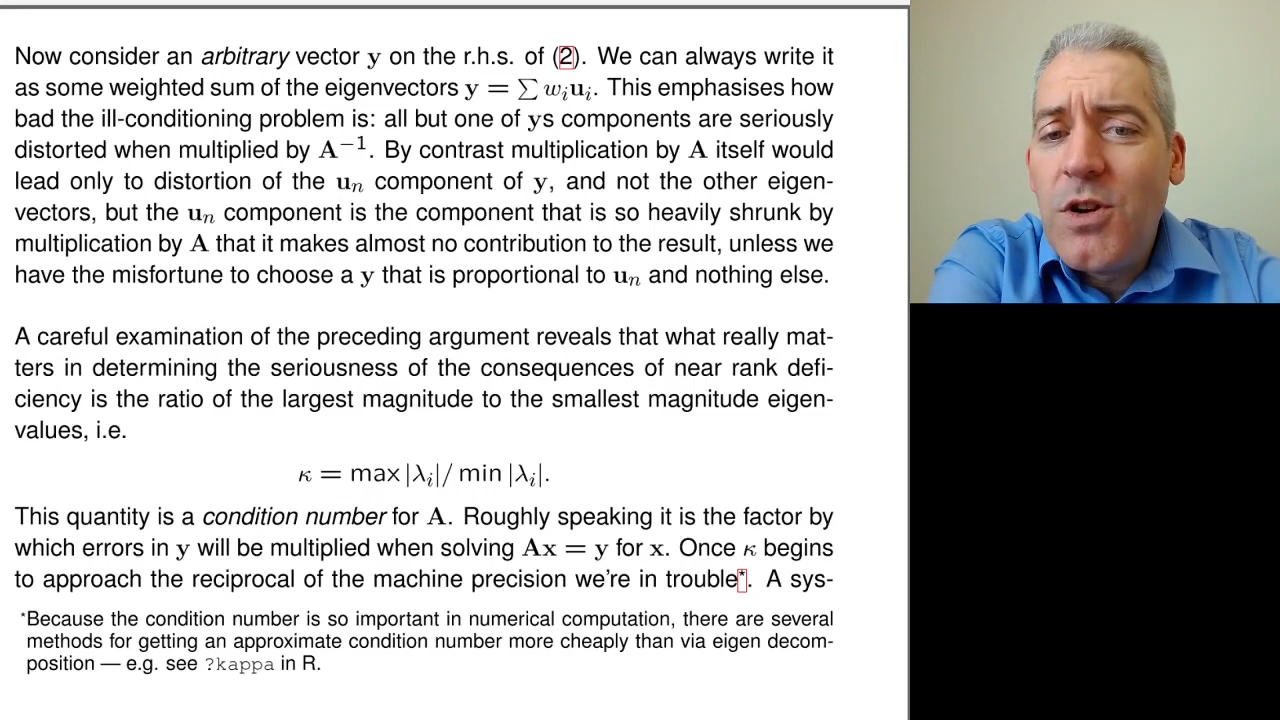 Now consider an arbitrary vector y on the r.h.s. of (2). We can always write it
as some weighted sum of the eigenvectors y = ∑ wᵢuᵢ. This emphasises how
bad the ill-conditioning problem is: all but one of ys components are seriously
distorted when multiplied by A⁻¹. By contrast multiplication by A itself would
lead only to distortion of the uₙ component of y, and not the other eigen-
vectors, but the uₙ component is the component that is so heavily shrunk by
multiplication by A that it makes almost no contribution to the result, unless we
have the misfortune to choose a y that is proportional to uₙ and nothing else.
A careful examination of the preceding argument reveals that what really mat-
ters in determining the seriousness of the consequences of near rank defi-
ciency is the ratio of the largest magnitude to the smallest magnitude eigen-
values, i.e.
κ = max |λᵢ|/ min |λᵢ|.
This quantity is a condition number for A. Roughly speaking it is the factor by
which errors in y will be multiplied when solving Ax = y for x. Once κ begins
to approach the reciprocal of the machine precision we're in trouble*. A sys-
*Because the condition number is so important in numerical computation, there are several
methods for getting an approximate condition number more cheaply than via eigen decom-
position — e.g. see ?kappa in R.